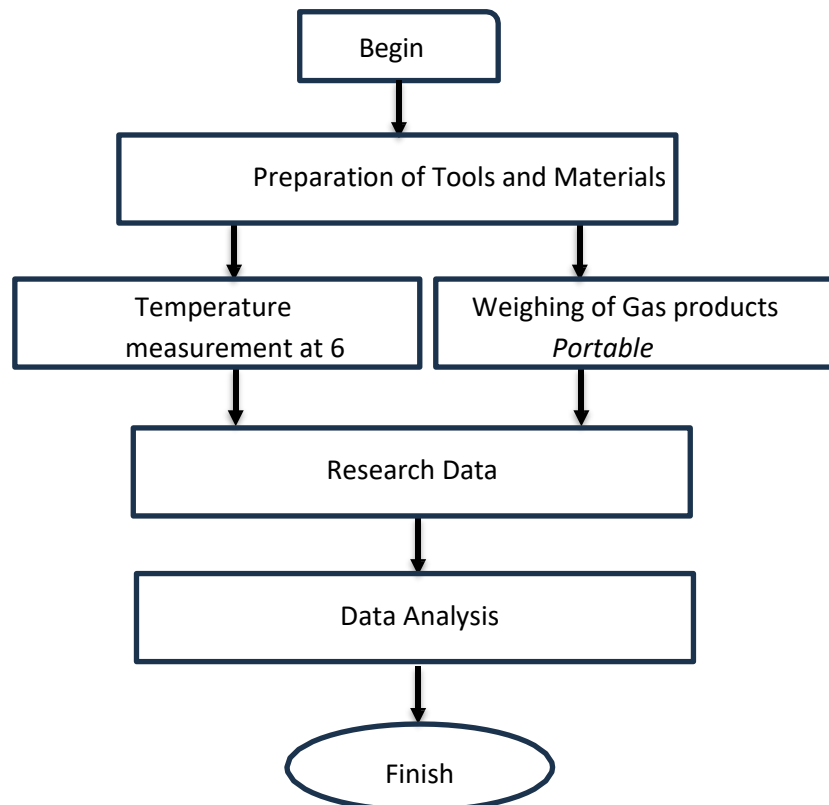 Begin
Preparation of Tools and Materials
Temperature
measurement at 6
Weighing of Gas products
Portable
Research Data
Data Analysis
Finish